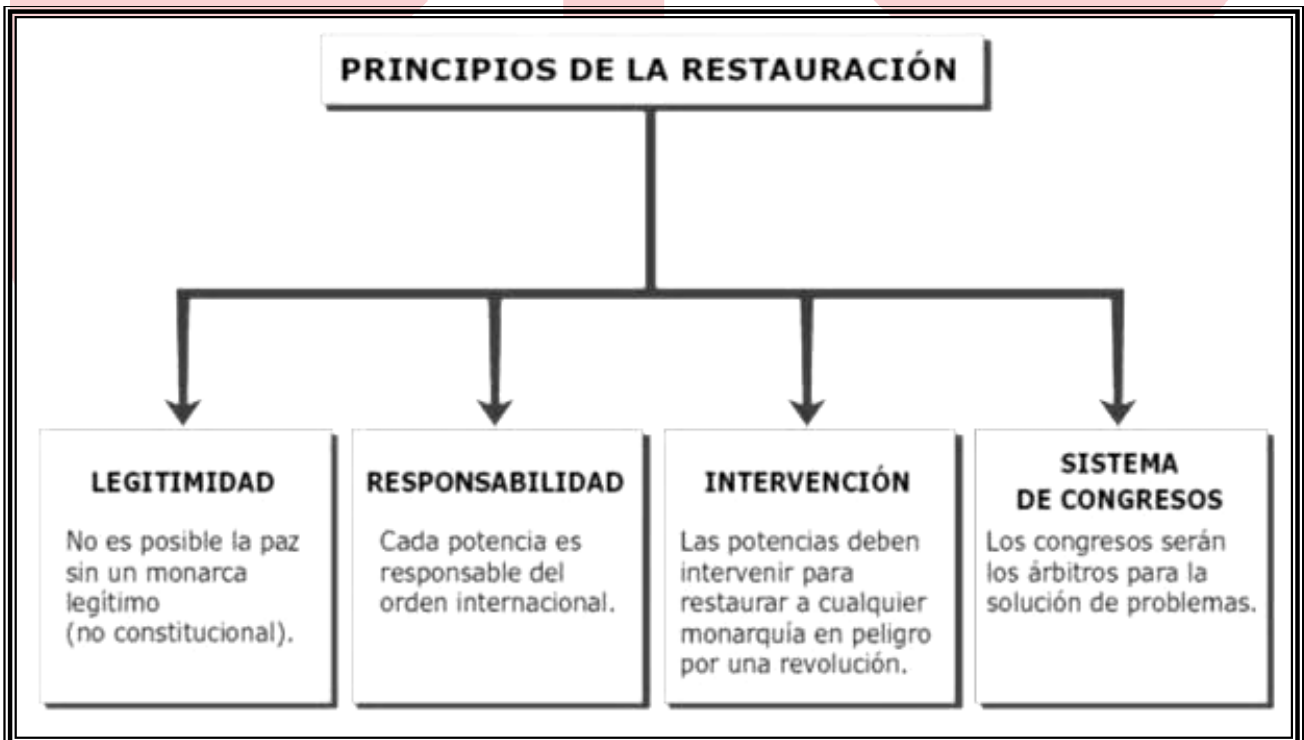 PRINCIPIOS DE LA RESTAURACIÓN
LEGITIMIDAD
No es posible la paz
sin un monarca
legítimo
(no constitucional).
RESPONSABILIDAD
Cada potencia es
responsable del
orden internacional.
INTERVENCIÓN
Las potencias deben
intervenir para
restaurar a cualquier
monarquía en peligro
por una revolución.
SISTEMA
DE CONGRESOS
Los congresos serán
los árbitros para la
solución de problemas.